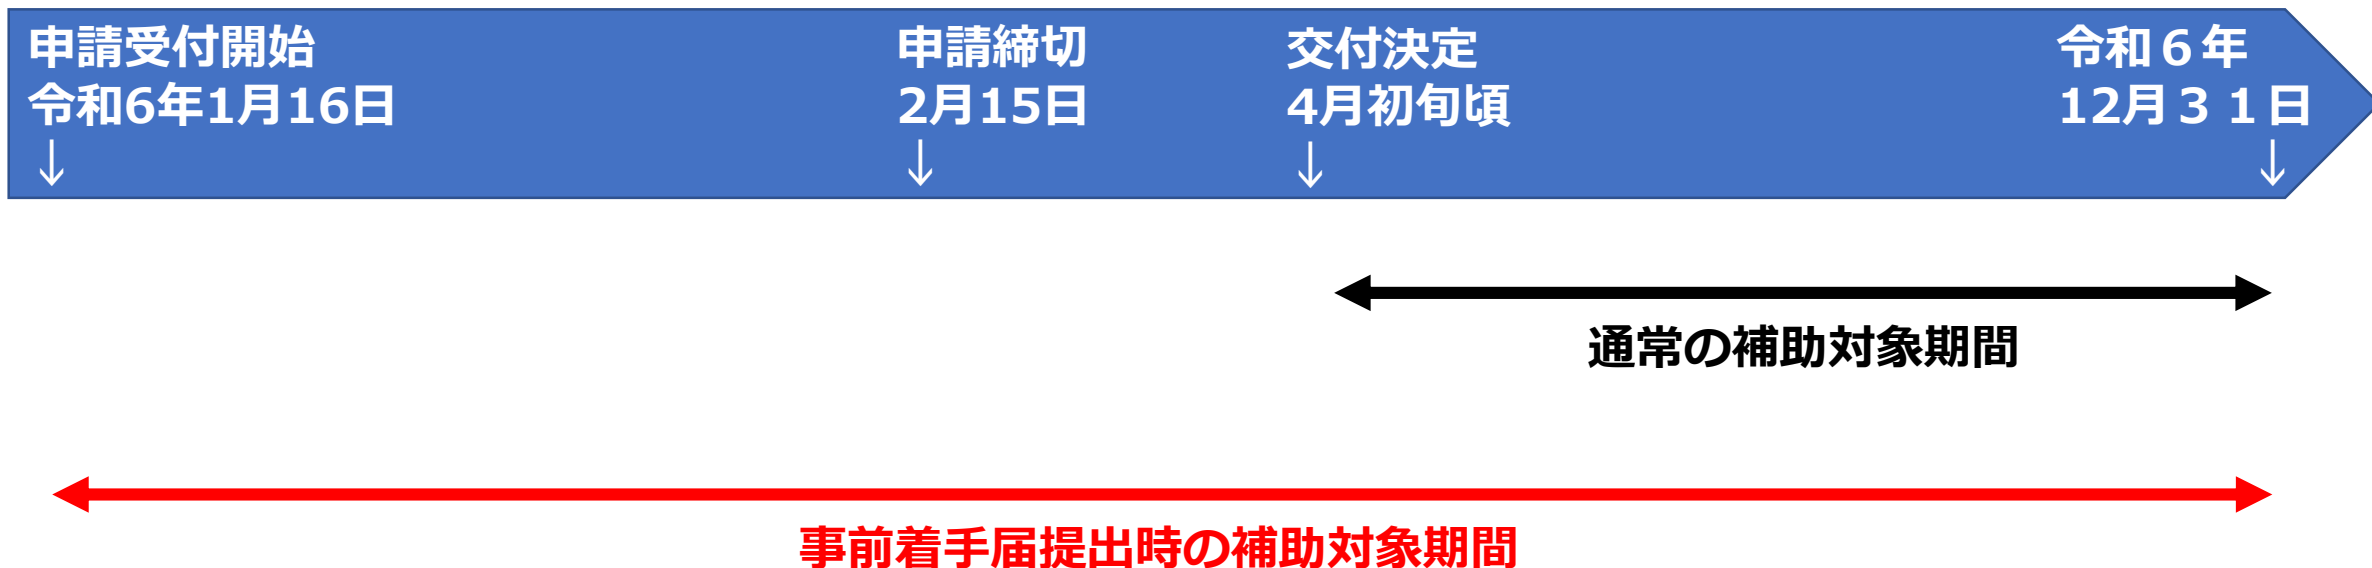 申請受付開始
令和6年1月16日
↓
申請締切
2月15日
↓
交付決定
4月初旬頃
↓
令和６年
12月３１日
↓
通常の補助対象期間
事前着手届提出時の補助対象期間